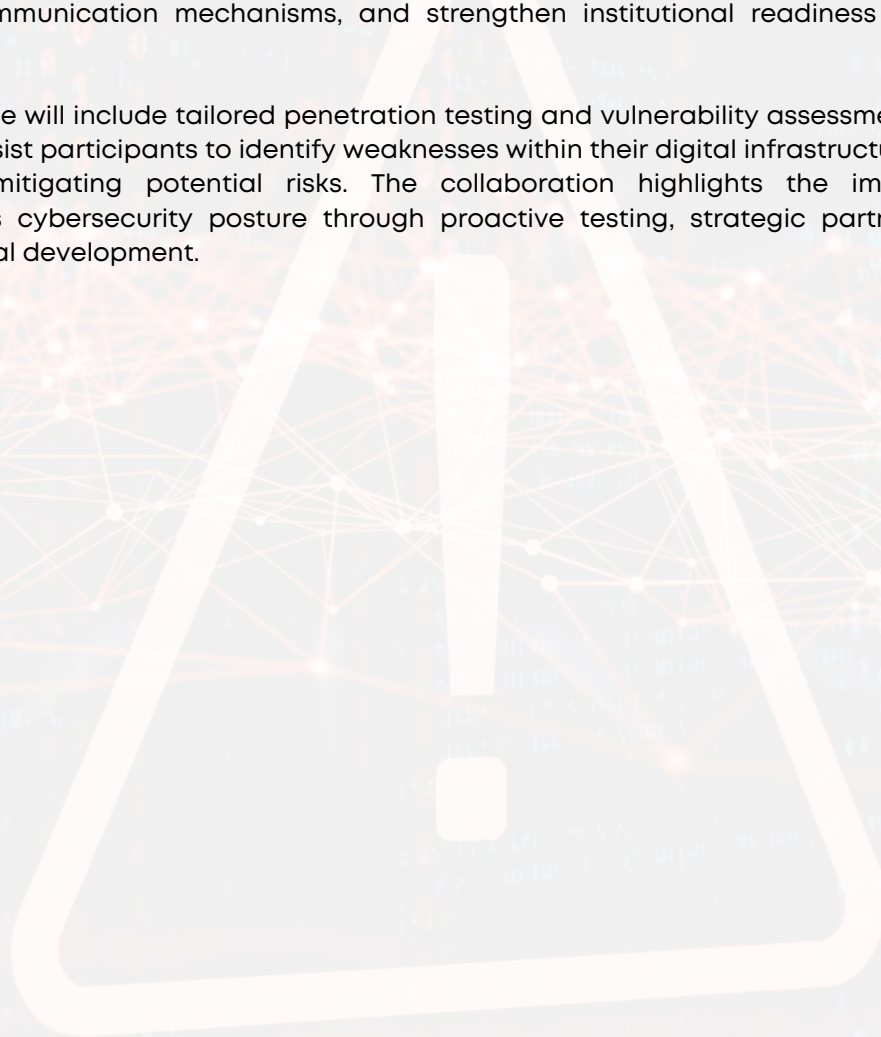 mmunication mechanisms, and strengthen institutional readiness
e will include tailored penetration testing and vulnerability assessme
sist participants to identify weaknesses within their digital infrastructu
mitigating potential risks. The collaboration highlights the im
s cybersecurity posture through proactive testing, strategic partn
al development.